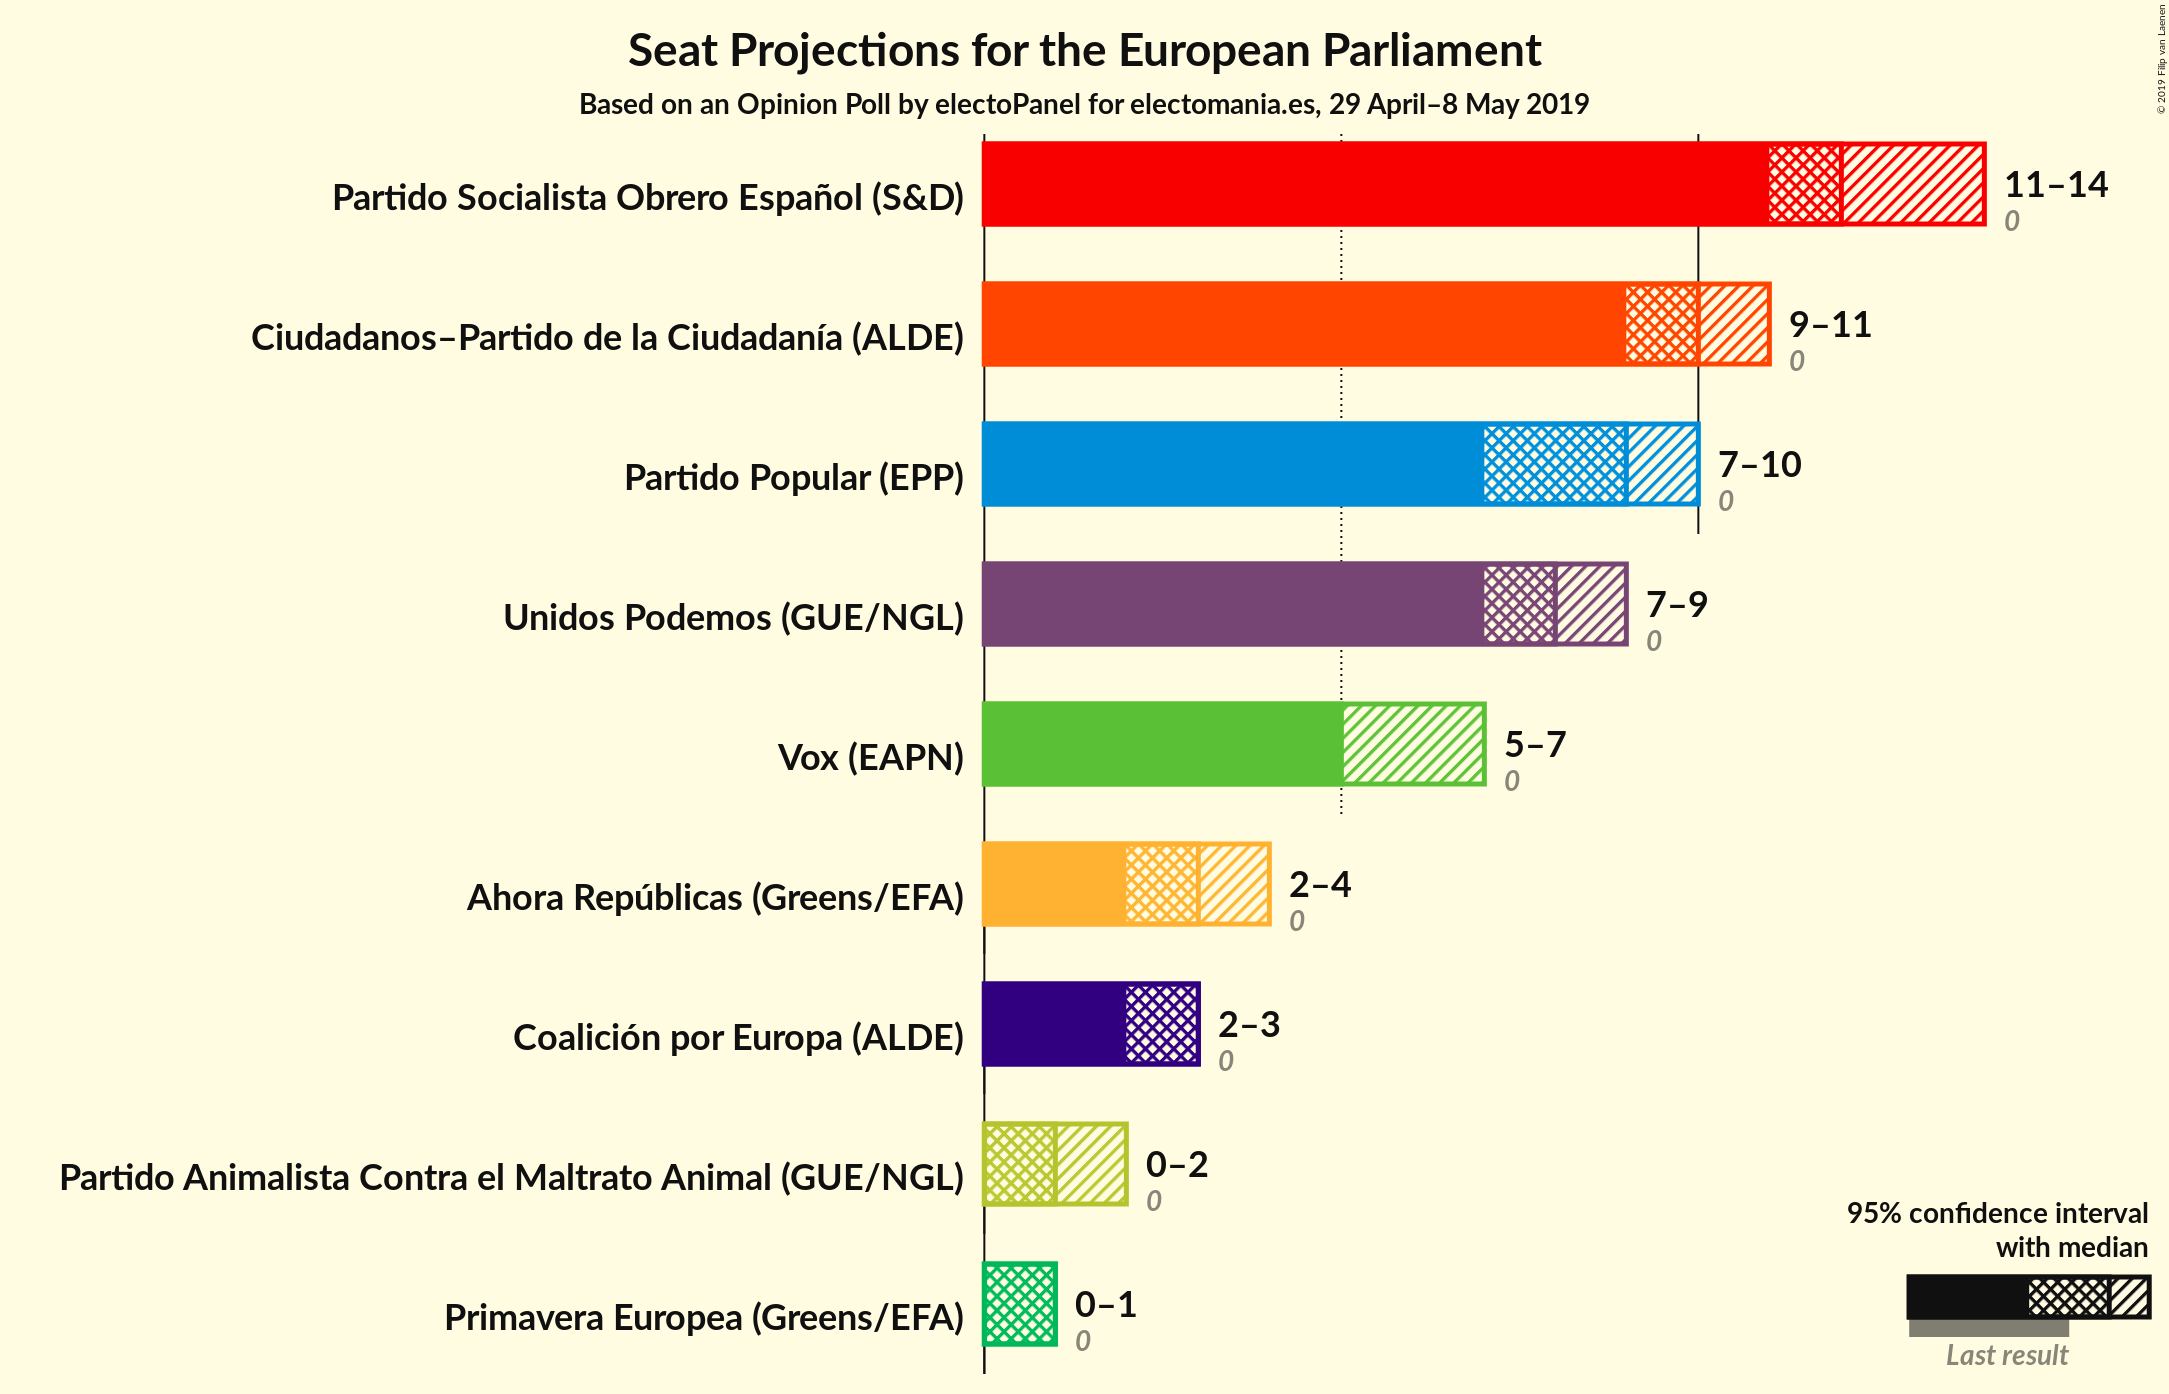 Seat Projections for the European Parliament
Based on an Opinion Poll by electoPanel for electomania.es, 29 April–8 May 2019
© 2019 Filip van Laenen
Partido Socialista Obrero Español (S&D)
11–14
0
Ciudadanos–Partido de la Ciudadanía (ALDE)
9–11
0
Partido Popular (EPP)
7–10
0
Unidos Podemos (GUE/NGL)
7–9
0
Vox (EAPN)
5–7
0
Ahora Repúblicas (Greens/EFA)
2–4
0
Coalición por Europa (ALDE)
2–3
0
Partido Animalista Contra el Maltrato Animal (GUE/NGL)
0–2
0
Primavera Europea (Greens/EFA)
0–1
0
95% confidence interval
with median
Last result